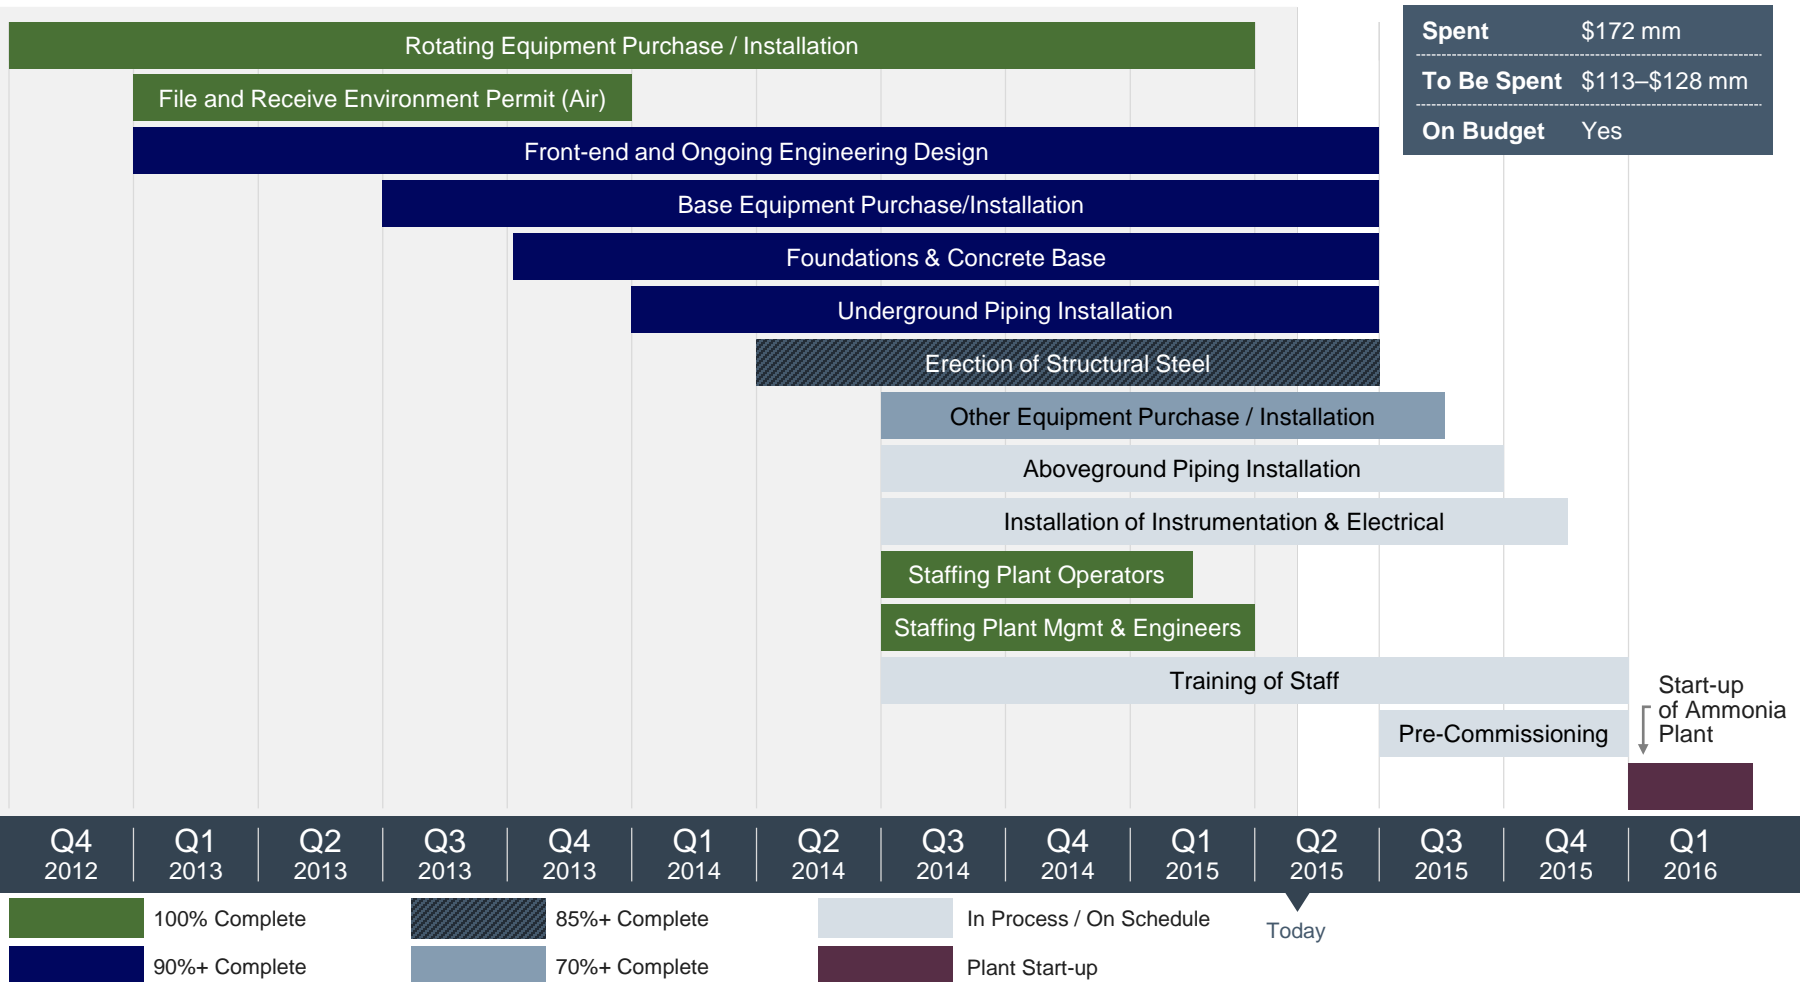 Rotating Equipment Purchase / Installation
Spent $172 mm
To Be Spent $113–$128 mm
On Budget Yes
File and Receive Environment Permit (Air)
Front-end and Ongoing Engineering Design
Base Equipment Purchase/Installation
Foundations & Concrete Base
Underground Piping Installation
Erection of Structural Steel
Other Equipment Purchase / Installation
Aboveground Piping Installation
Installation of Instrumentation & Electrical
Staffing Plant Operators
Staffing Plant Mgmt & Engineers
Training of Staff
Pre-Commissioning
Start-up
of Ammonia
Plant
Q4 Q1 Q2 Q3 Q4 Q1 Q2 Q3 Q4 Q1 Q2 Q3 Q4 Q1
2012 2013 2013 2013 2013 2014 2014 2014 2014 2015 2015 2015 2015 2016
Today
100% Complete 85%+ Complete In Process / On Schedule
90%+ Complete 70%+ Complete Plant Start-up